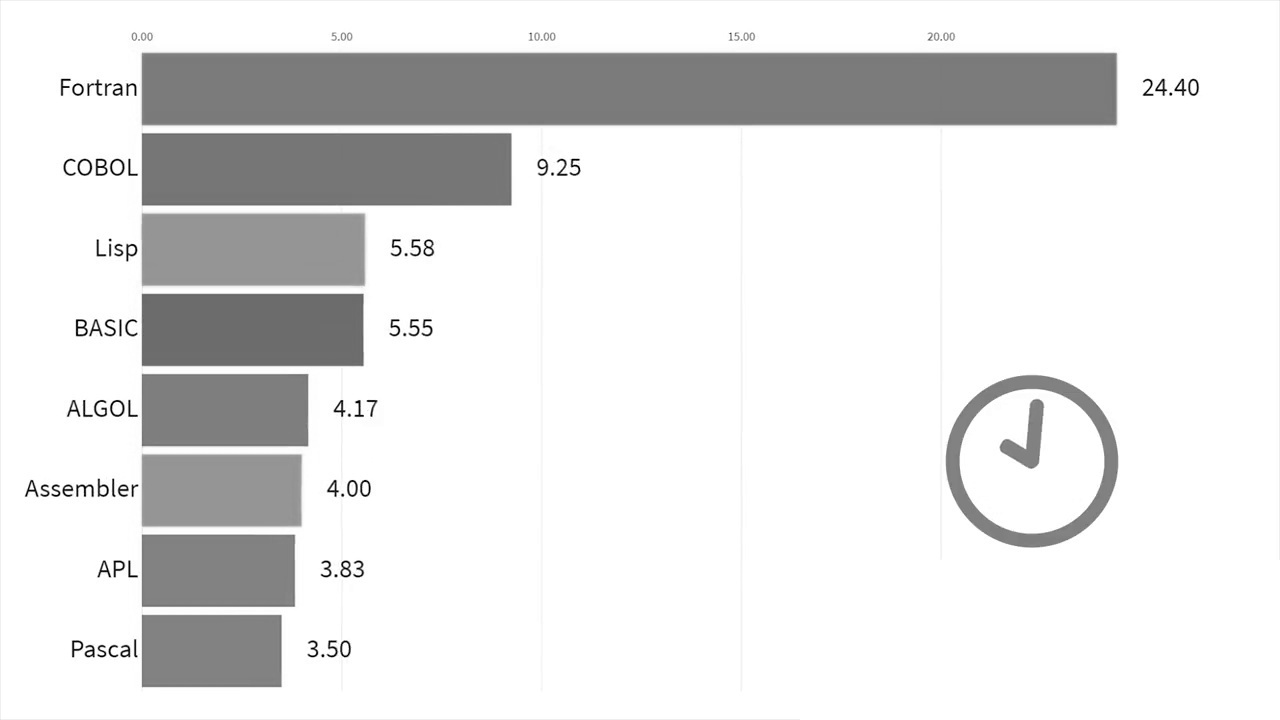 0.00 5.00 10.00 15.00 20.00
Fortran 24.40
COBOL 9.25
Lisp 5.58
BASIC 5.55
ALGOL 4.17
Assembler 4.00
APL 3.83
Pascal 3.50